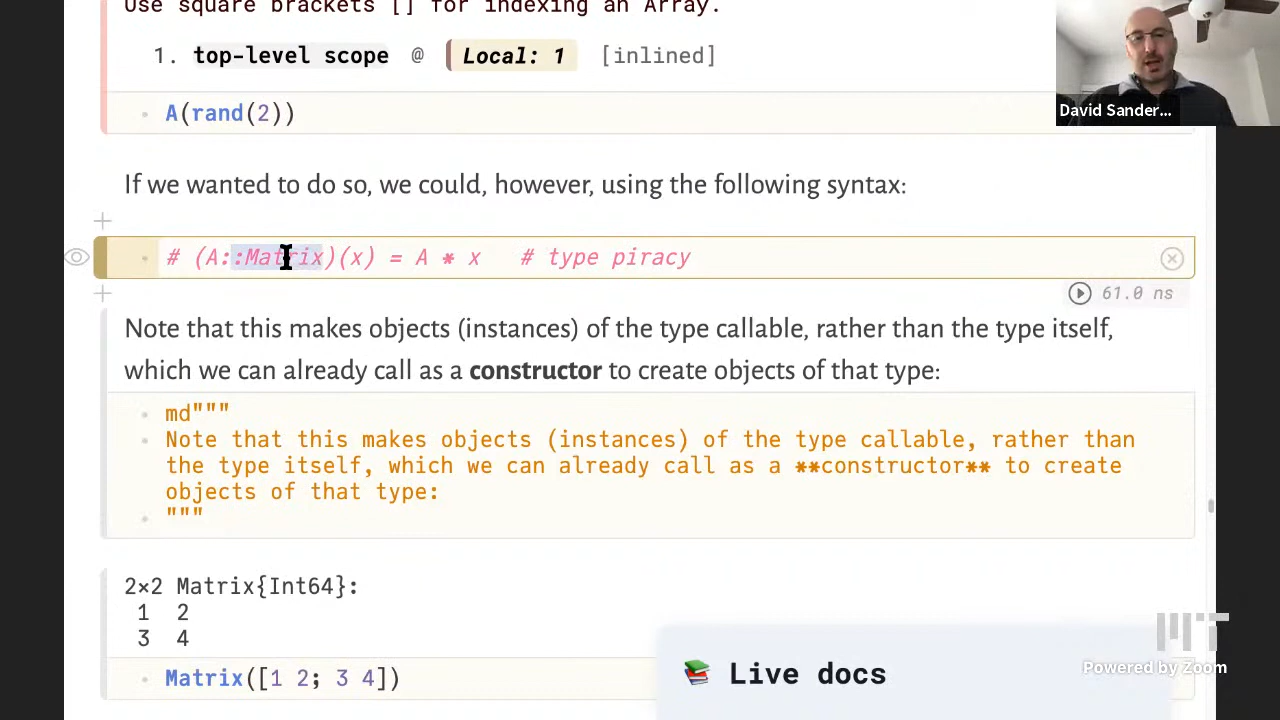 Use square brackets [] for indexing an Array.
1. top-level scope @ Local: 1 [inlined]
A(rand(2))
David Sander...
If we wanted to do so, we could, however, using the following syntax:
# (A::Matrix)(x) = A * x # type piracy
61.0 ns
Note that this makes objects (instances) of the type callable, rather than the type itself,
which we can already call as a constructor to create objects of that type:
md"""
Note that this makes objects (instances) of the type callable, rather than
the type itself, which we can already call as a **constructor** to create
objects of that type:
"""
2×2 Matrix{Int64}:
1 2
3 4
Matrix([1 2; 3 4])
📚 Live docs
MIT
Powered by Zoom